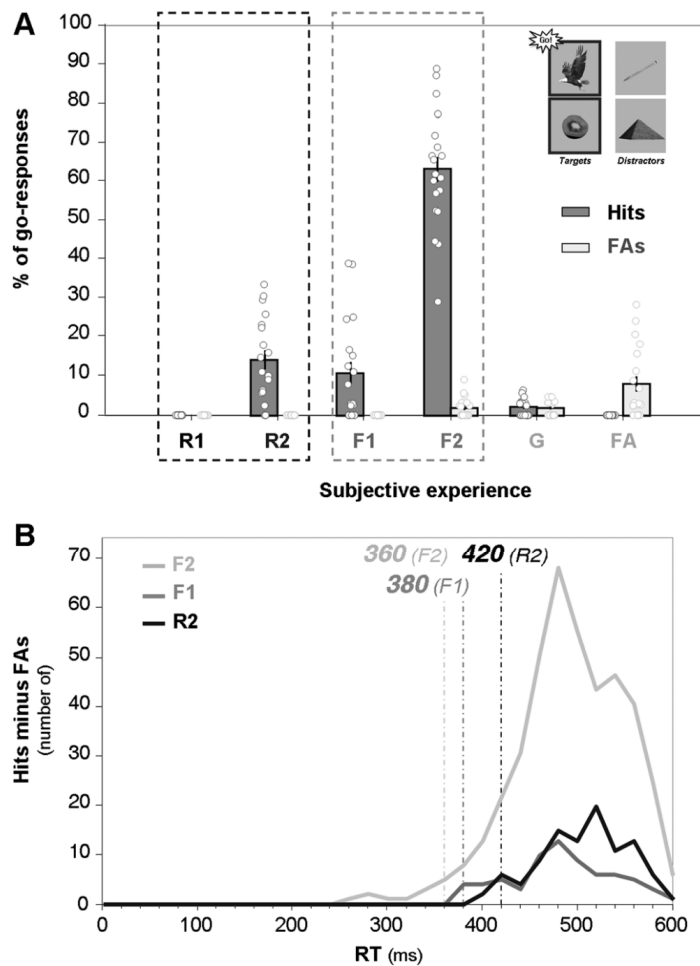 A
100
90
80
70
60
50
40
30
20
10
0
% of go-responses
Go!
Targets
Distractors
Hits
FAs
R1 R2 F1 F2 G FA
Subjective experience
B
70
60
50
40
30
20
10
0
Hits minus FAs
(number of)
F2
F1
R2
360 (F2) 420 (R2)
380 (F1)
0 100 200 300 400 500 600
RT (ms)